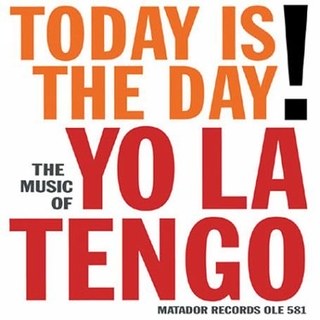 TODAY IS
THE DAY!
THE
MUSIC
OF
YO LA
TENGO
MATADOR RECORDS OLE 581